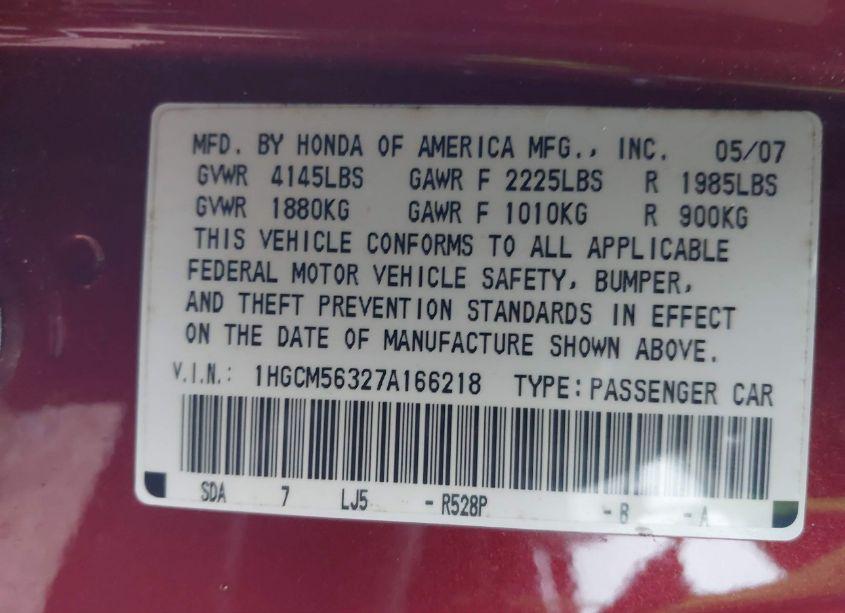 MFD. BY HONDA OF AMERICA MFG., INC. 05/07
GVWR 4145LBS GAWR F 2225LBS R 1985LBS
GVWR 1880KG GAWR F 1010KG R 900KG
THIS VEHICLE CONFORMS TO ALL APPLICABLE
FEDERAL MOTOR VEHICLE SAFETY, BUMPER,
AND THEFT PREVENTION STANDARDS IN EFFECT
ON THE DATE OF MANUFACTURE SHOWN ABOVE.
V.I.N.: 1HGCM56327A166218 TYPE: PASSENGER CAR
SDA 7 LJ5 - R528P - B - A